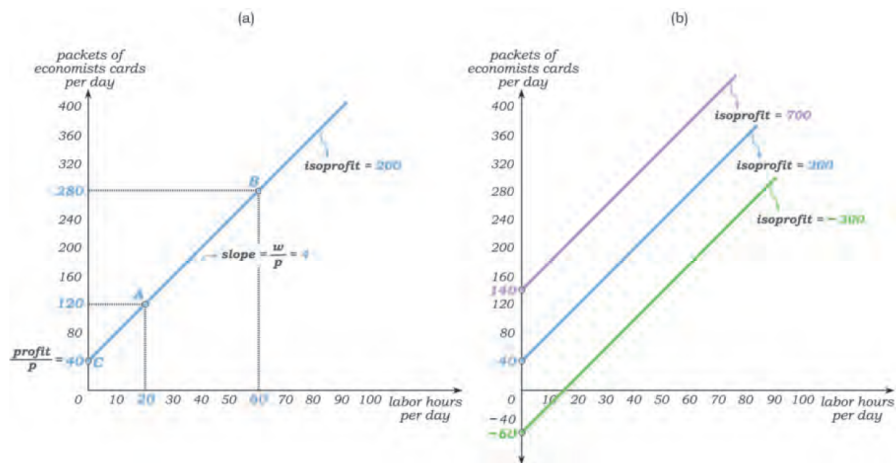 (a)
packets of
economists cards
per day
400
360
320
280
240
200
160
120
80
profit
p
= 40
isoprofit = 200
B
slope = w/p = 4
A
C
0 10 20 30 40 50 60 70 80 90 100
labor hours
per day
(b)
packets of
economists cards
per day
400
360
320
280
240
200
160
140
120
80
40
0
−40
−60
isoprofit = 700
isoprofit = 200
isoprofit = −300
10 20 30 40 50 60 70 80 90 100
labor hours
per day